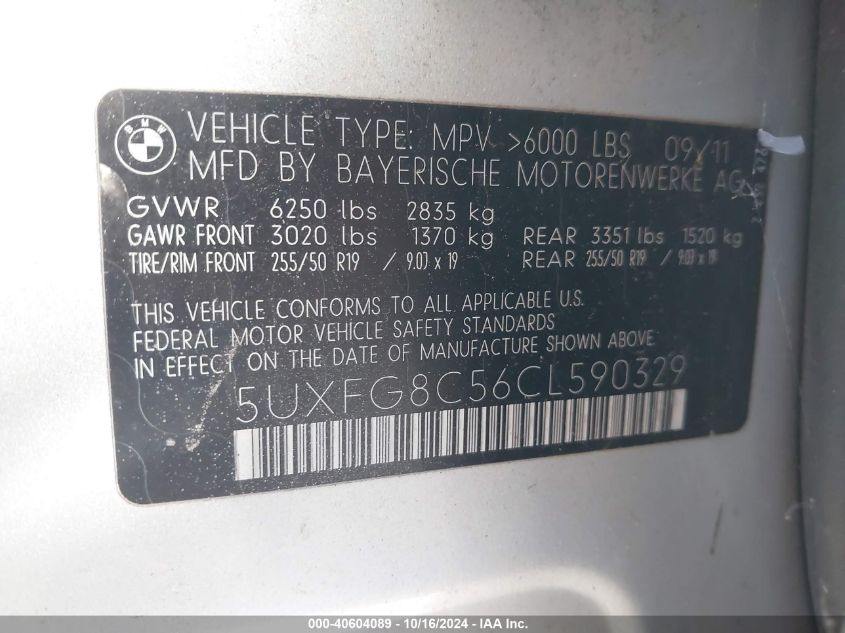 BMW
VEHICLE TYPE: MPV >6000 LBS 09/11
MFD BY BAYERISCHE MOTORENWERKE AG
GVWR 6250 lbs 2835 kg
GAWR FRONT 3020 lbs 1370 kg REAR 3351 lbs 1520 kg
TIRE/RIM FRONT 255/50 R19 / 9.0J x 19 REAR 255/50 R19 / 9.0J x 19
THIS VEHICLE CONFORMS TO ALL APPLICABLE U.S.
FEDERAL MOTOR VEHICLE SAFETY STANDARDS
IN EFFECT ON THE DATE OF MANUFACTURE SHOWN ABOVE:
5UXFG8C56CL590329
000-40604089 - 10/16/2024 - IAA Inc.